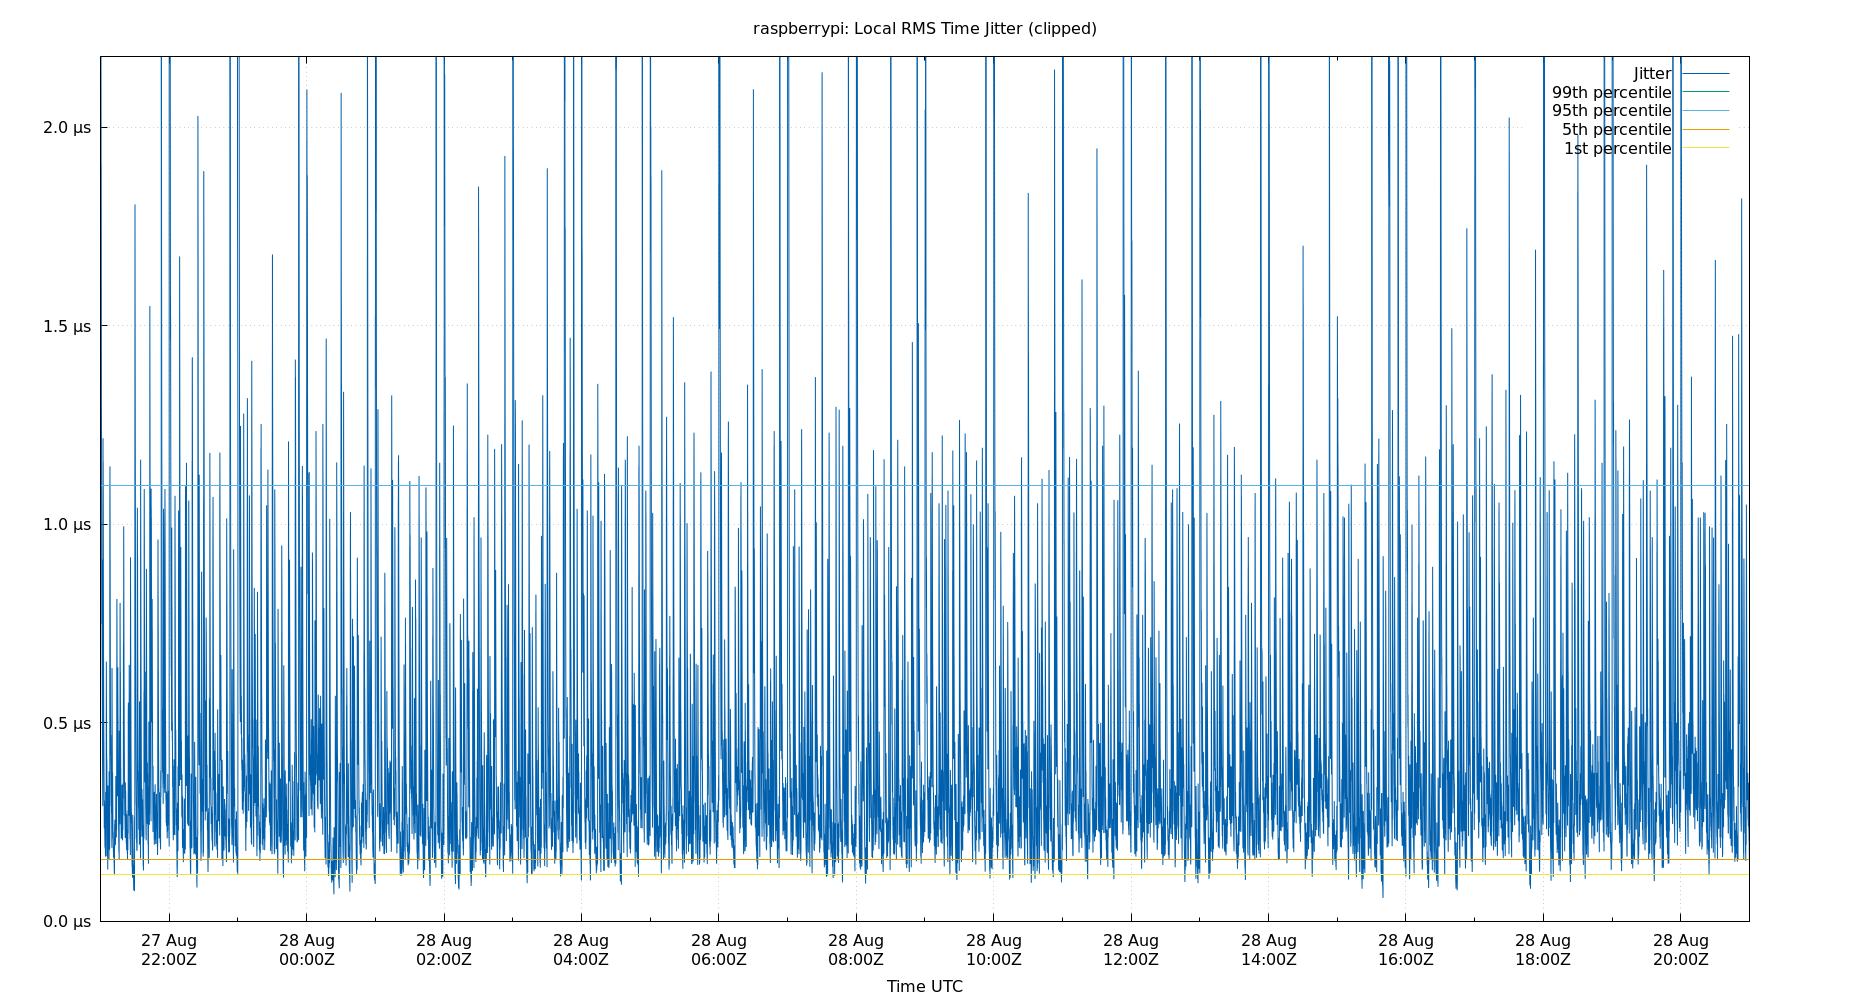 raspberrypi: Local RMS Time Jitter (clipped)
Jitter
99th percentile
95th percentile
5th percentile
1st percentile
2.0 µs
1.5 µs
1.0 µs
0.5 µs
0.0 µs
27 Aug 28 Aug 28 Aug 28 Aug 28 Aug 28 Aug 28 Aug 28 Aug 28 Aug 28 Aug 28 Aug 28 Aug
22:00Z 00:00Z 02:00Z 04:00Z 06:00Z 08:00Z 10:00Z 12:00Z 14:00Z 16:00Z 18:00Z 20:00Z
Time UTC